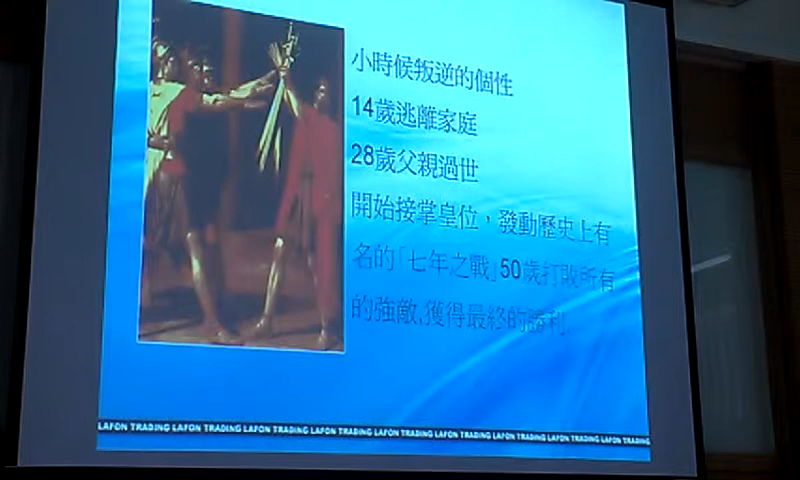 小時候叛逆的個性
14歲逃離家庭
28歲父親過世
開始接掌皇位，發動歷史上有
名的「七年之戰」50歲打敗所有
的強敵,獲得最終的勝利.
LAFON TRADING LAFON TRADING LAFON TRADING LAFON TRADING LAFON TRADING LAFON TRADING LAFON TRADING LAFON TRADING